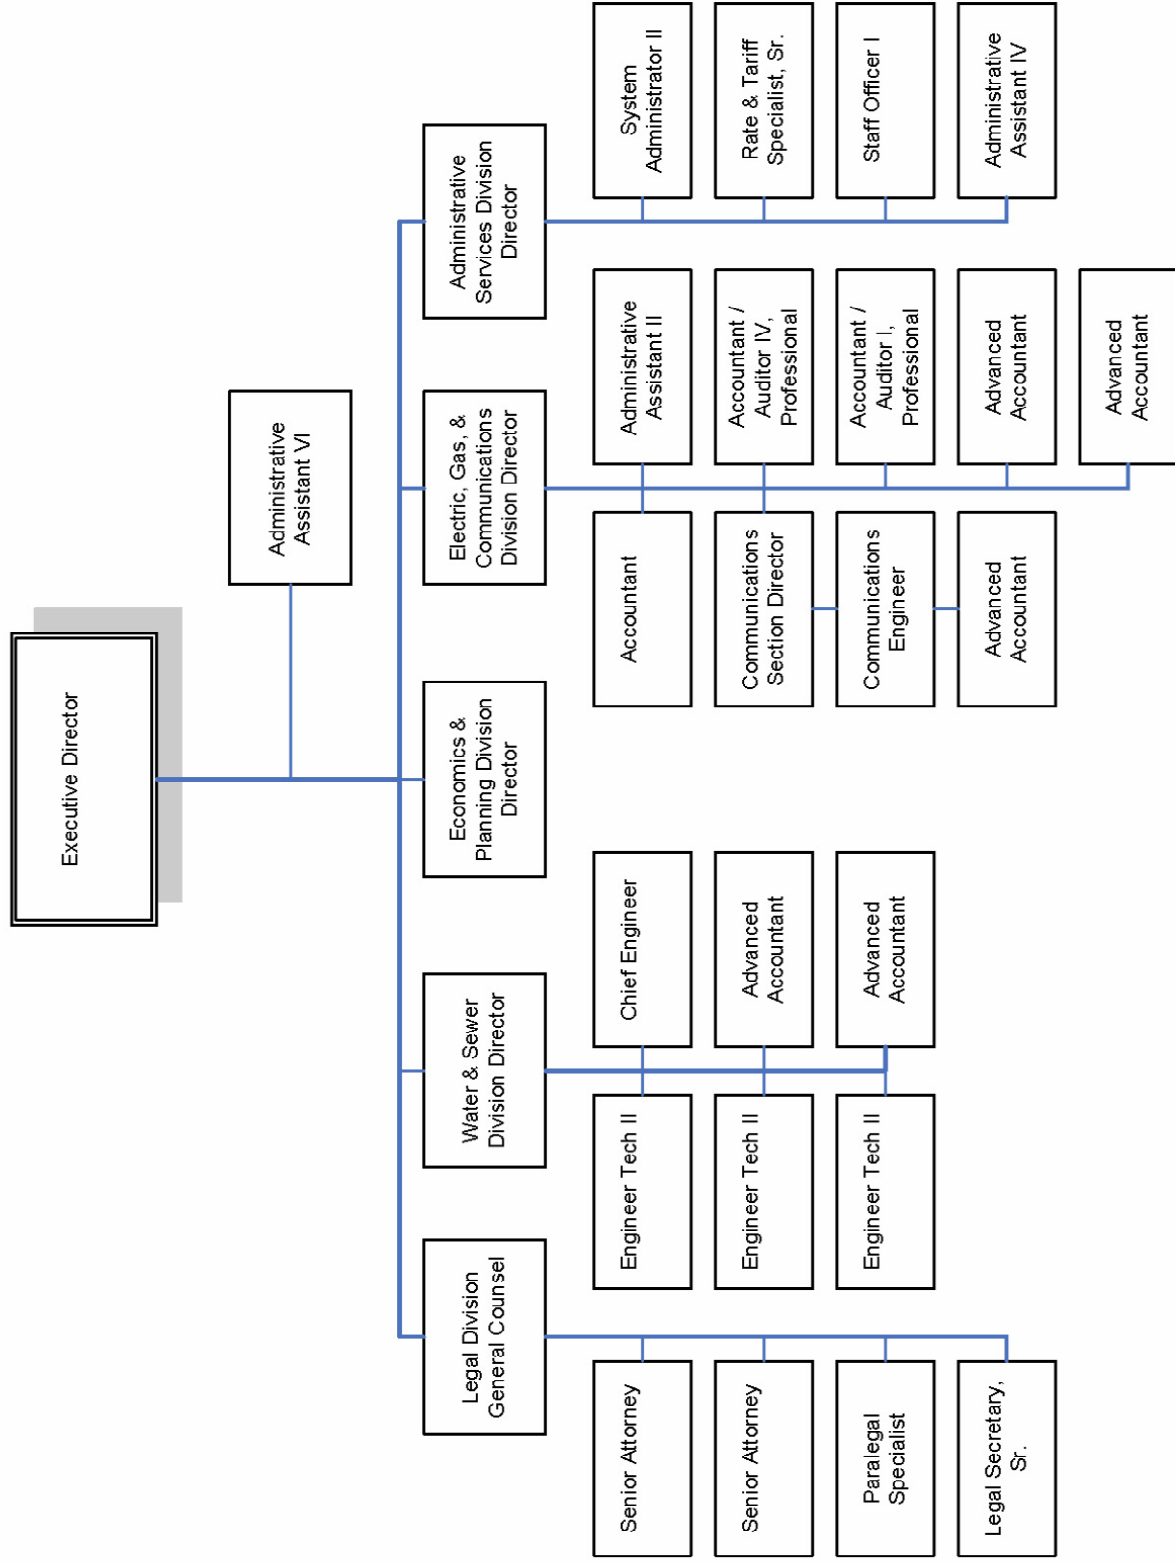 Executive Director
Administrative
Assistant VI
Legal Division
General Counsel
Water & Sewer
Division Director
Economics &
Planning Division
Director
Electric, Gas, &
Communications
Division Director
Administrative
Services Division
Director
Senior Attorney
Senior Attorney
Paralegal
Specialist
Legal Secretary,
Sr.
Engineer Tech II
Engineer Tech II
Engineer Tech II
Chief Engineer
Advanced
Accountant
Advanced
Accountant
Accountant
Communications
Section Director
Communications
Engineer
Advanced
Accountant
Administrative
Assistant II
Accountant /
Auditor IV,
Professional
Accountant /
Auditor I,
Professional
Advanced
Accountant
Advanced
Accountant
System
Administrator II
Rate & Tariff
Specialist, Sr.
Staff Officer I
Administrative
Assistant IV